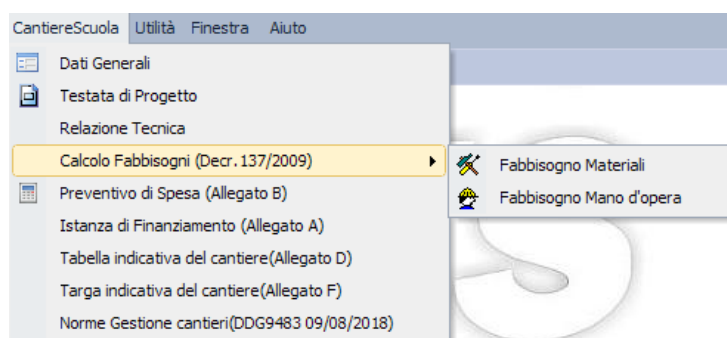 CantiereScuola Utilità Finestra Aiuto
Dati Generali
Testata di Progetto
Relazione Tecnica
Calcolo Fabbisogni (Decr.137/2009)
Fabbisogno Materiali
Fabbisogno Mano d'opera
Preventivo di Spesa (Allegato B)
Istanza di Finanziamento (Allegato A)
Tabella indicativa del cantiere(Allegato D)
Targa indicativa del cantiere(Allegato F)
Norme Gestione cantieri(DDG9483 09/08/2018)